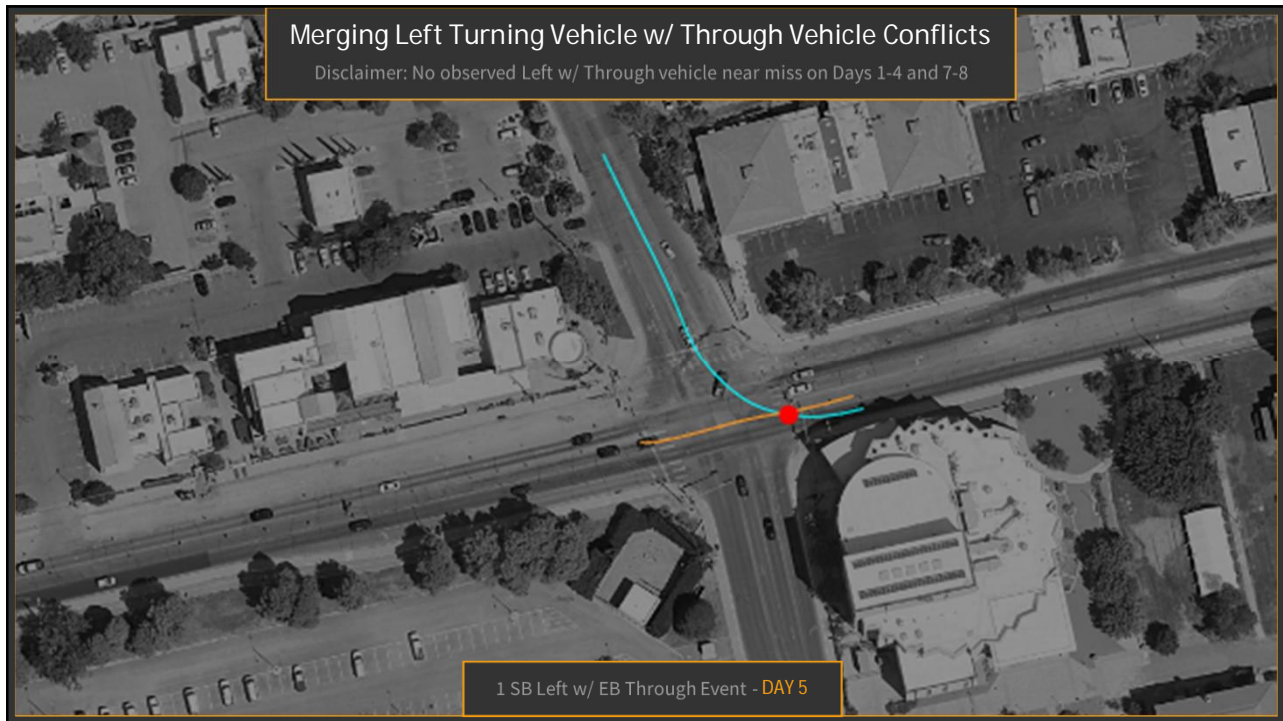 Merging Left Turning Vehicle w/ Through Vehicle Conflicts
Disclaimer: No observed Left w/ Through vehicle near miss on Days 1-4 and 7-8
1 SB Left w/ EB Through Event - DAY 5